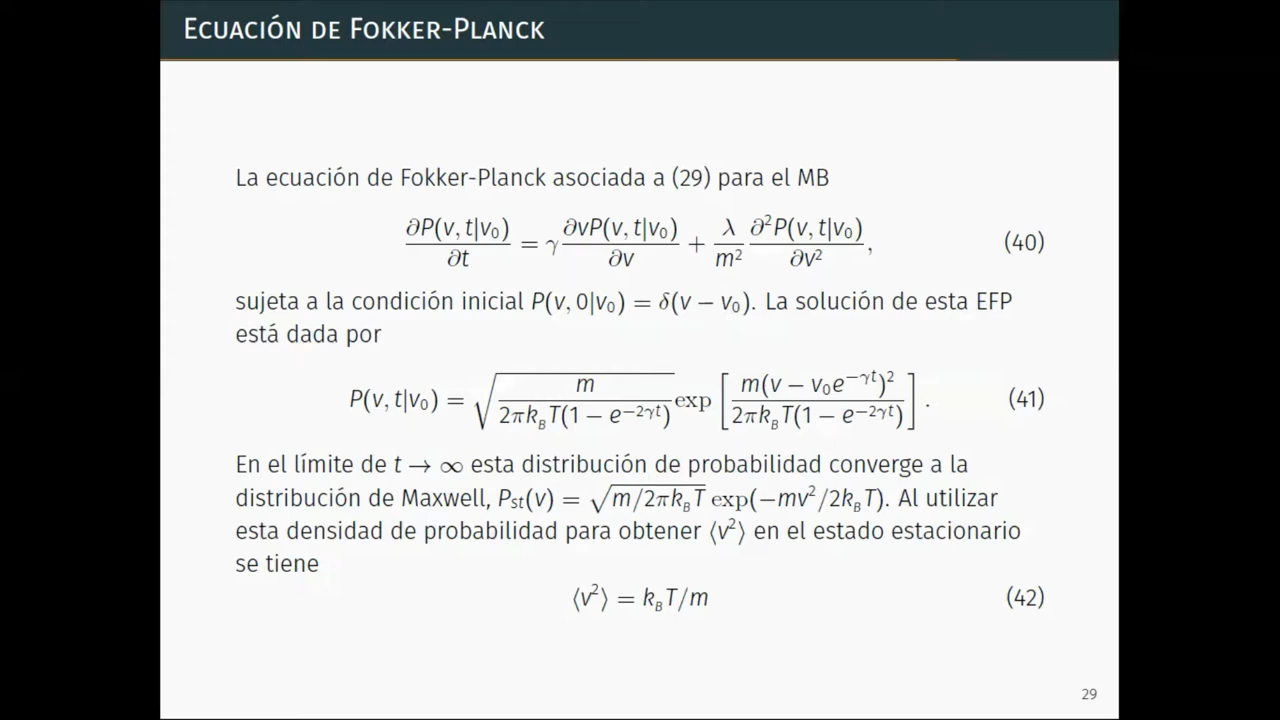 ECUACIÓN DE FOKKER-PLANCK
La ecuación de Fokker-Planck asociada a (29) para el MB
∂P(v, t|v₀)/∂t = γ ∂vP(v, t|v₀)/∂v + λ/m² ∂²P(v, t|v₀)/∂v², (40)
sujeta a la condición inicial P(v, 0|v₀) = δ(v − v₀). La solución de esta EFP
está dada por
P(v, t|v₀) = √(m/(2πk_BT(1 − e^{−2γt}))) exp [m(v − v₀e^{−γt})²/(2πk_BT(1 − e^{−2γt}))]. (41)
En el límite de t → ∞ esta distribución de probabilidad converge a la
distribución de Maxwell, P_{st}(v) = √(m/2πk_BT) exp(−mv²/2k_BT). Al utilizar
esta densidad de probabilidad para obtener ⟨v²⟩ en el estado estacionario
se tiene
⟨v²⟩ = k_BT/m (42)
29